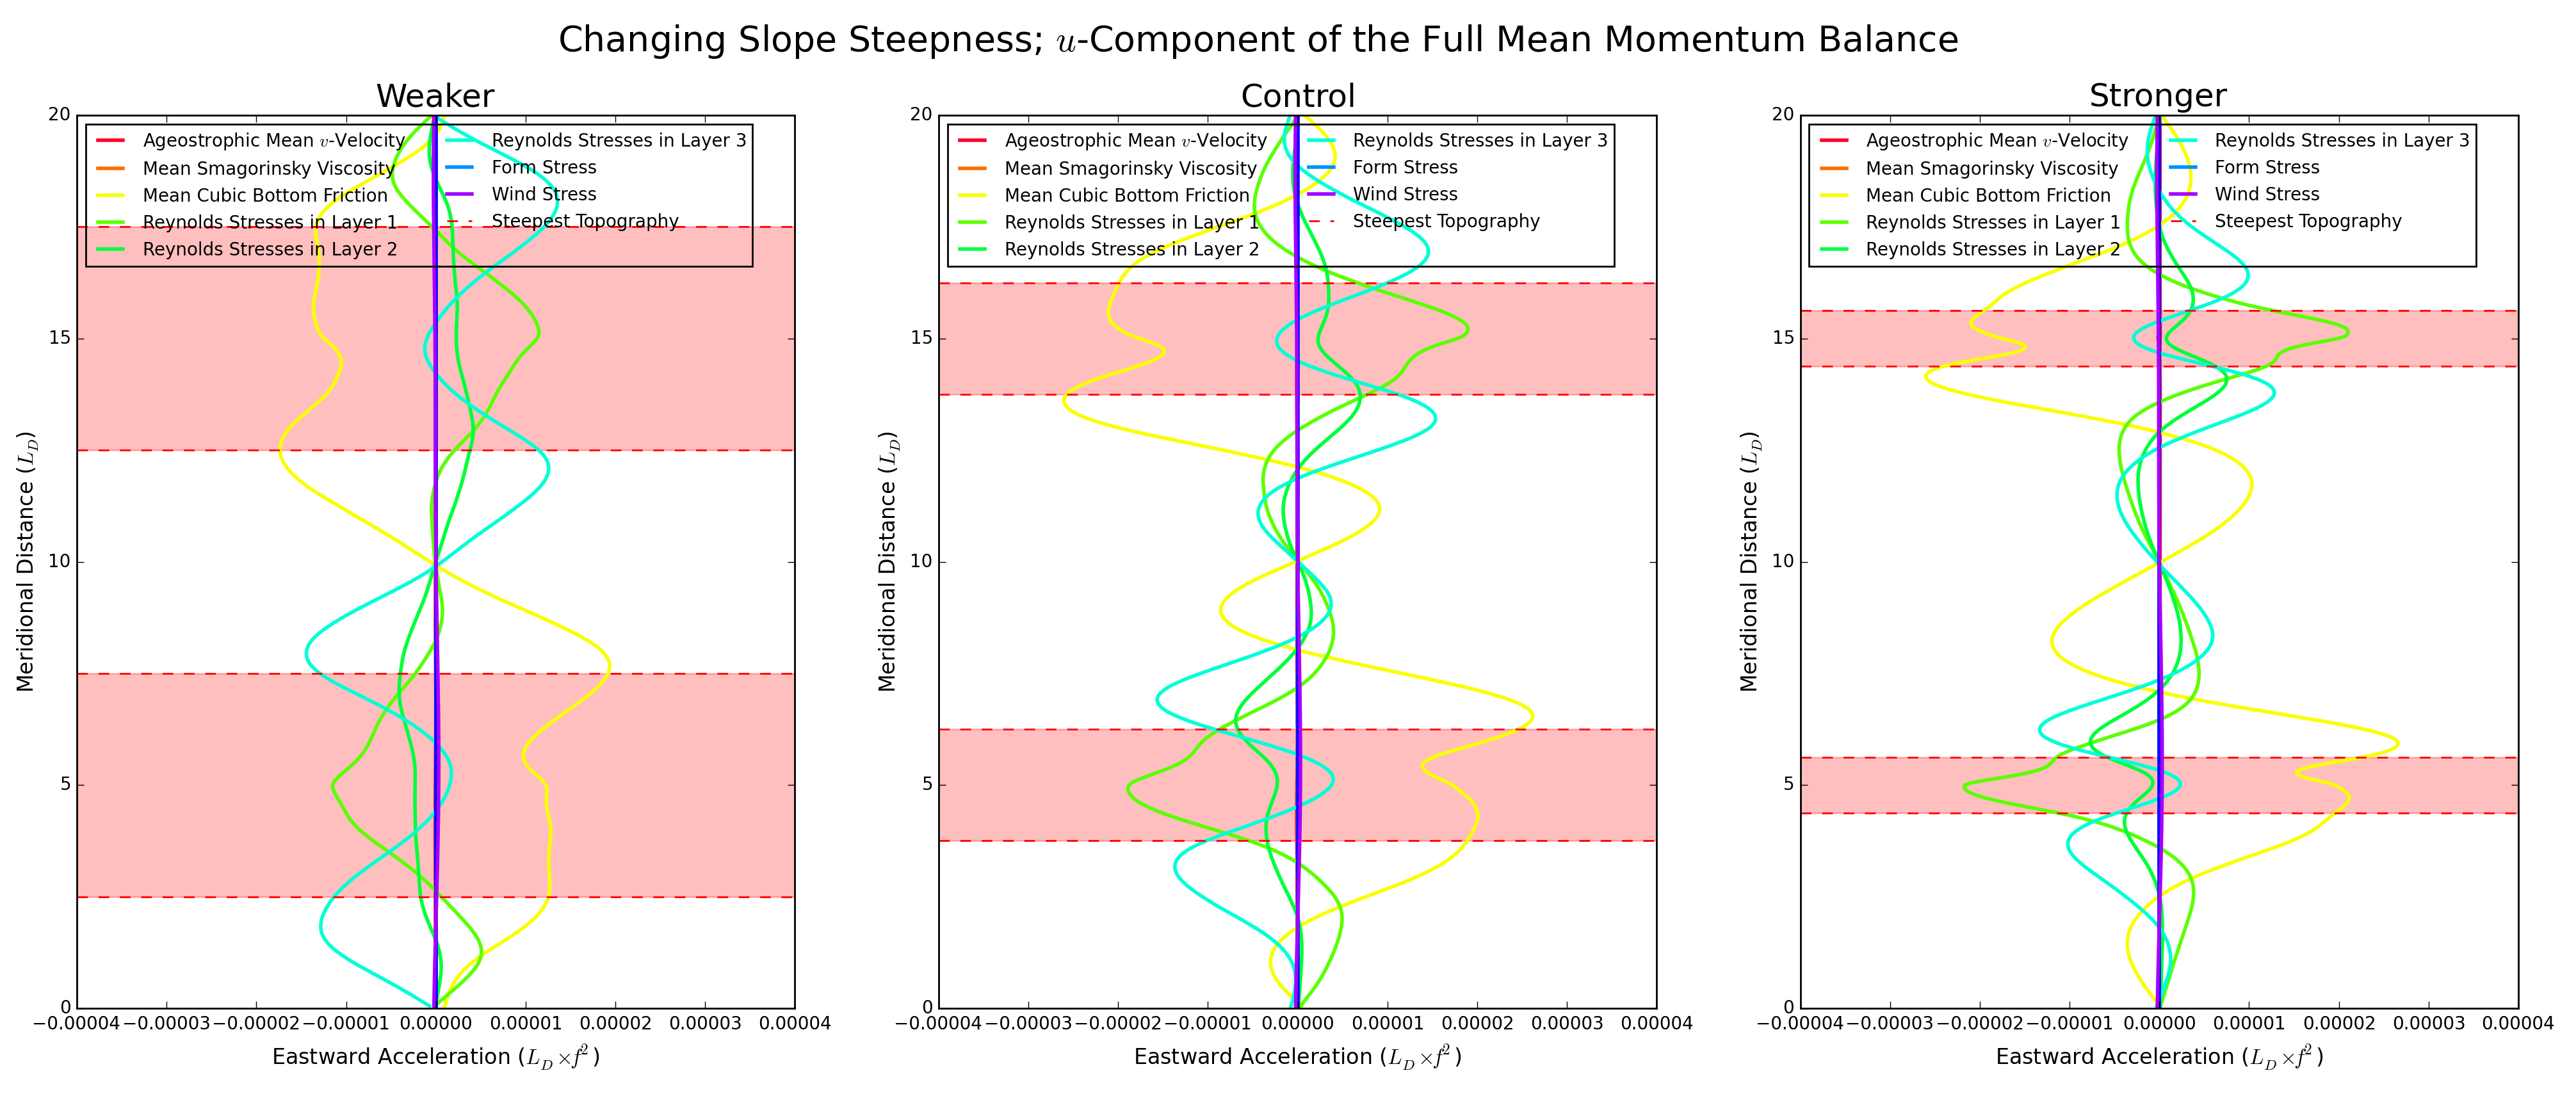 Changing Slope Steepness; u-Component of the Full Mean Momentum Balance
Weaker
20
15
10
5
0
Meridional Distance (L_D)
Ageostrophic Mean v-Velocity
Mean Smagorinsky Viscosity
Mean Cubic Bottom Friction
Reynolds Stresses in Layer 1
Reynolds Stresses in Layer 2
Reynolds Stresses in Layer 3
Form Stress
Wind Stress
Steepest Topography
−0.00004 −0.00003 −0.00002 −0.00001 0.00000 0.00001 0.00002 0.00003 0.00004
Eastward Acceleration (L_D×f²)
Control
20
15
10
5
0
Meridional Distance (L_D)
Ageostrophic Mean v-Velocity
Mean Smagorinsky Viscosity
Mean Cubic Bottom Friction
Reynolds Stresses in Layer 1
Reynolds Stresses in Layer 2
Reynolds Stresses in Layer 3
Form Stress
Wind Stress
Steepest Topography
−0.00004 −0.00003 −0.00002 −0.00001 0.00000 0.00001 0.00002 0.00003 0.00004
Eastward Acceleration (L_D×f²)
Stronger
20
15
10
5
0
Meridional Distance (L_D)
Ageostrophic Mean v-Velocity
Mean Smagorinsky Viscosity
Mean Cubic Bottom Friction
Reynolds Stresses in Layer 1
Reynolds Stresses in Layer 2
Reynolds Stresses in Layer 3
Form Stress
Wind Stress
Steepest Topography
−0.00004 −0.00003 −0.00002 −0.00001 0.00000 0.00001 0.00002 0.00003 0.00004
Eastward Acceleration (L_D×f²)